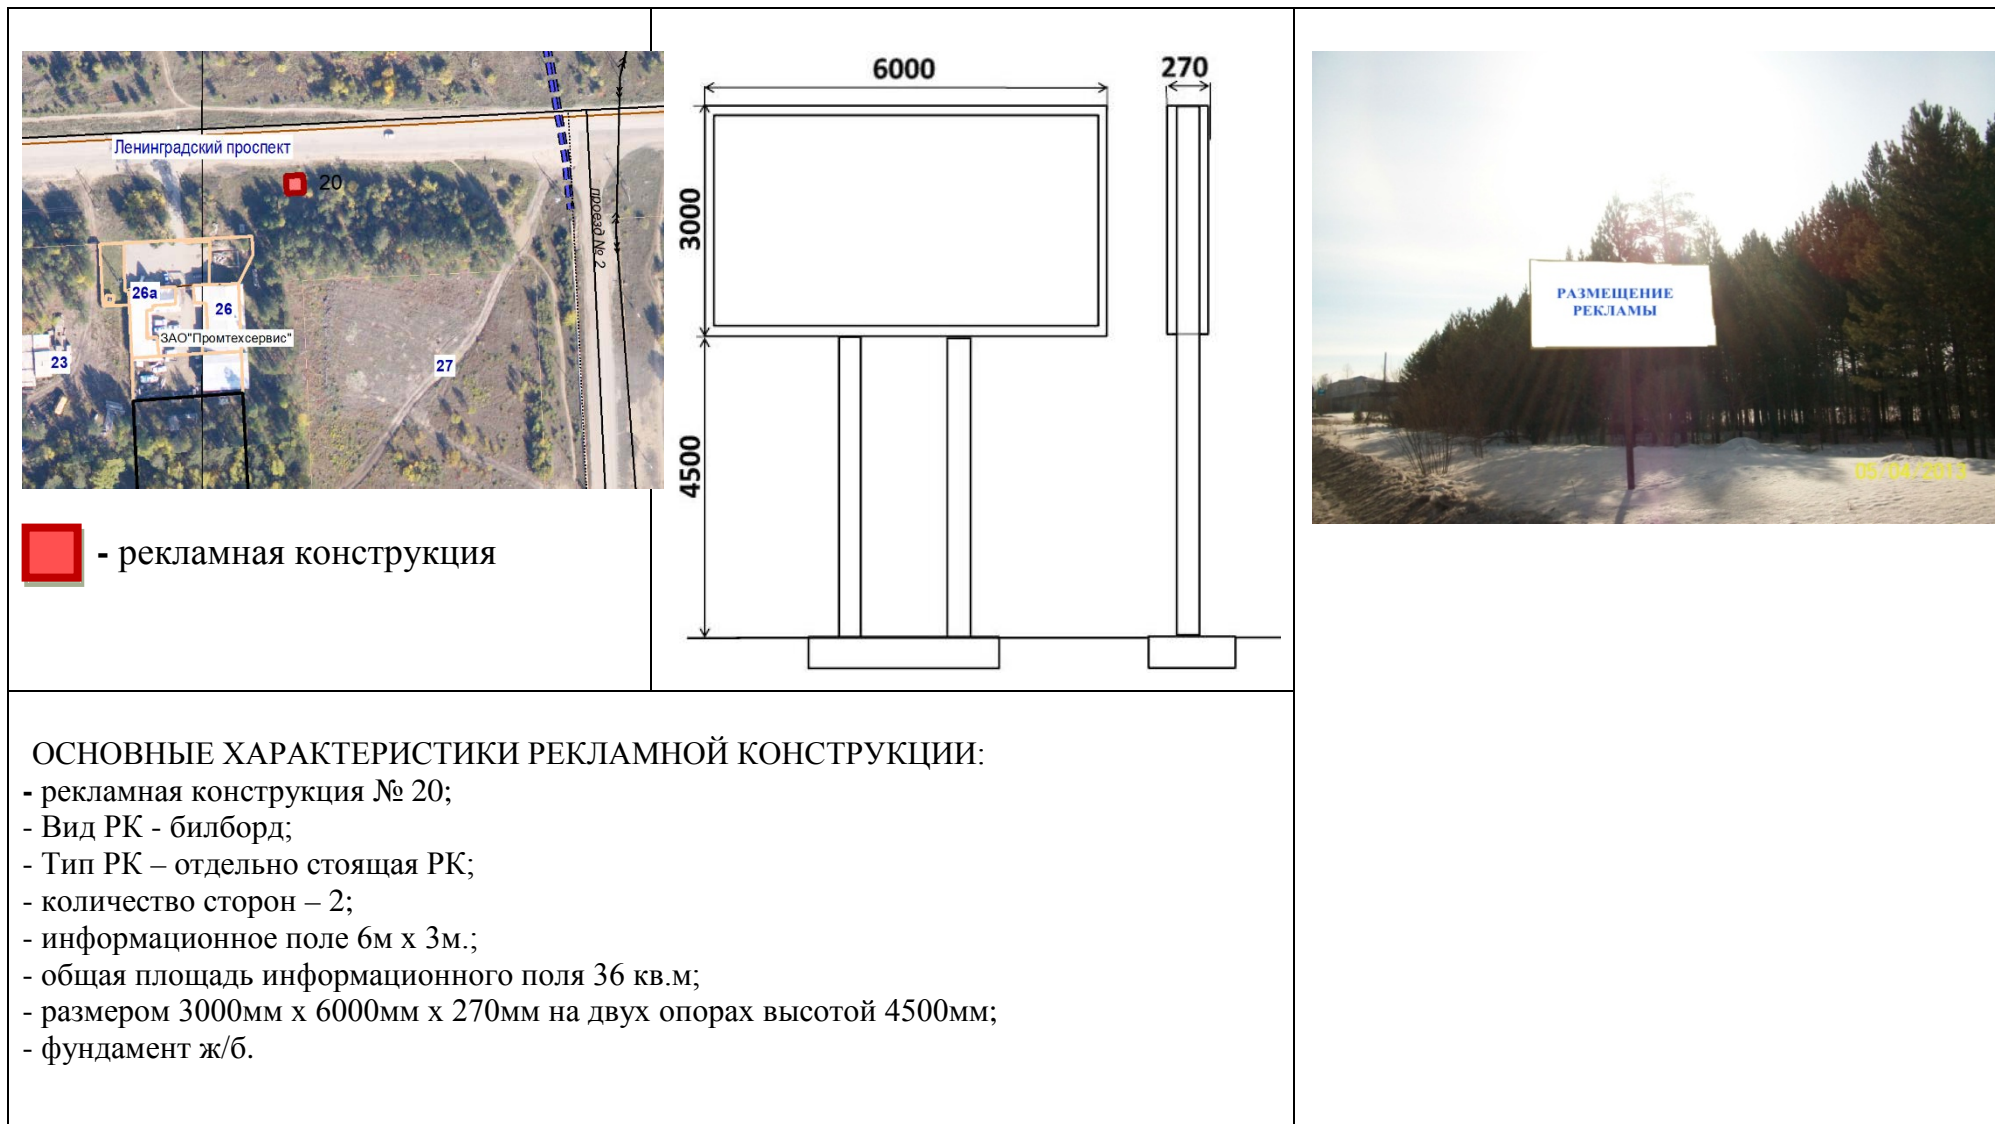 Ленинградский проспект
20
проезд № 2
26а
26
ЗАО"Промтехсервис"
23
27
- рекламная конструкция
6000
270
3000
4500
РАЗМЕЩЕНИЕ
РЕКЛАМЫ
05/04/2013
ОСНОВНЫЕ ХАРАКТЕРИСТИКИ РЕКЛАМНОЙ КОНСТРУКЦИИ:
- рекламная конструкция № 20;
- Вид РК - билборд;
- Тип РК – отдельно стоящая РК;
- количество сторон – 2;
- информационное поле 6м х 3м.;
- общая площадь информационного поля 36 кв.м;
- размером 3000мм х 6000мм х 270мм на двух опорах высотой 4500мм;
- фундамент ж/б.